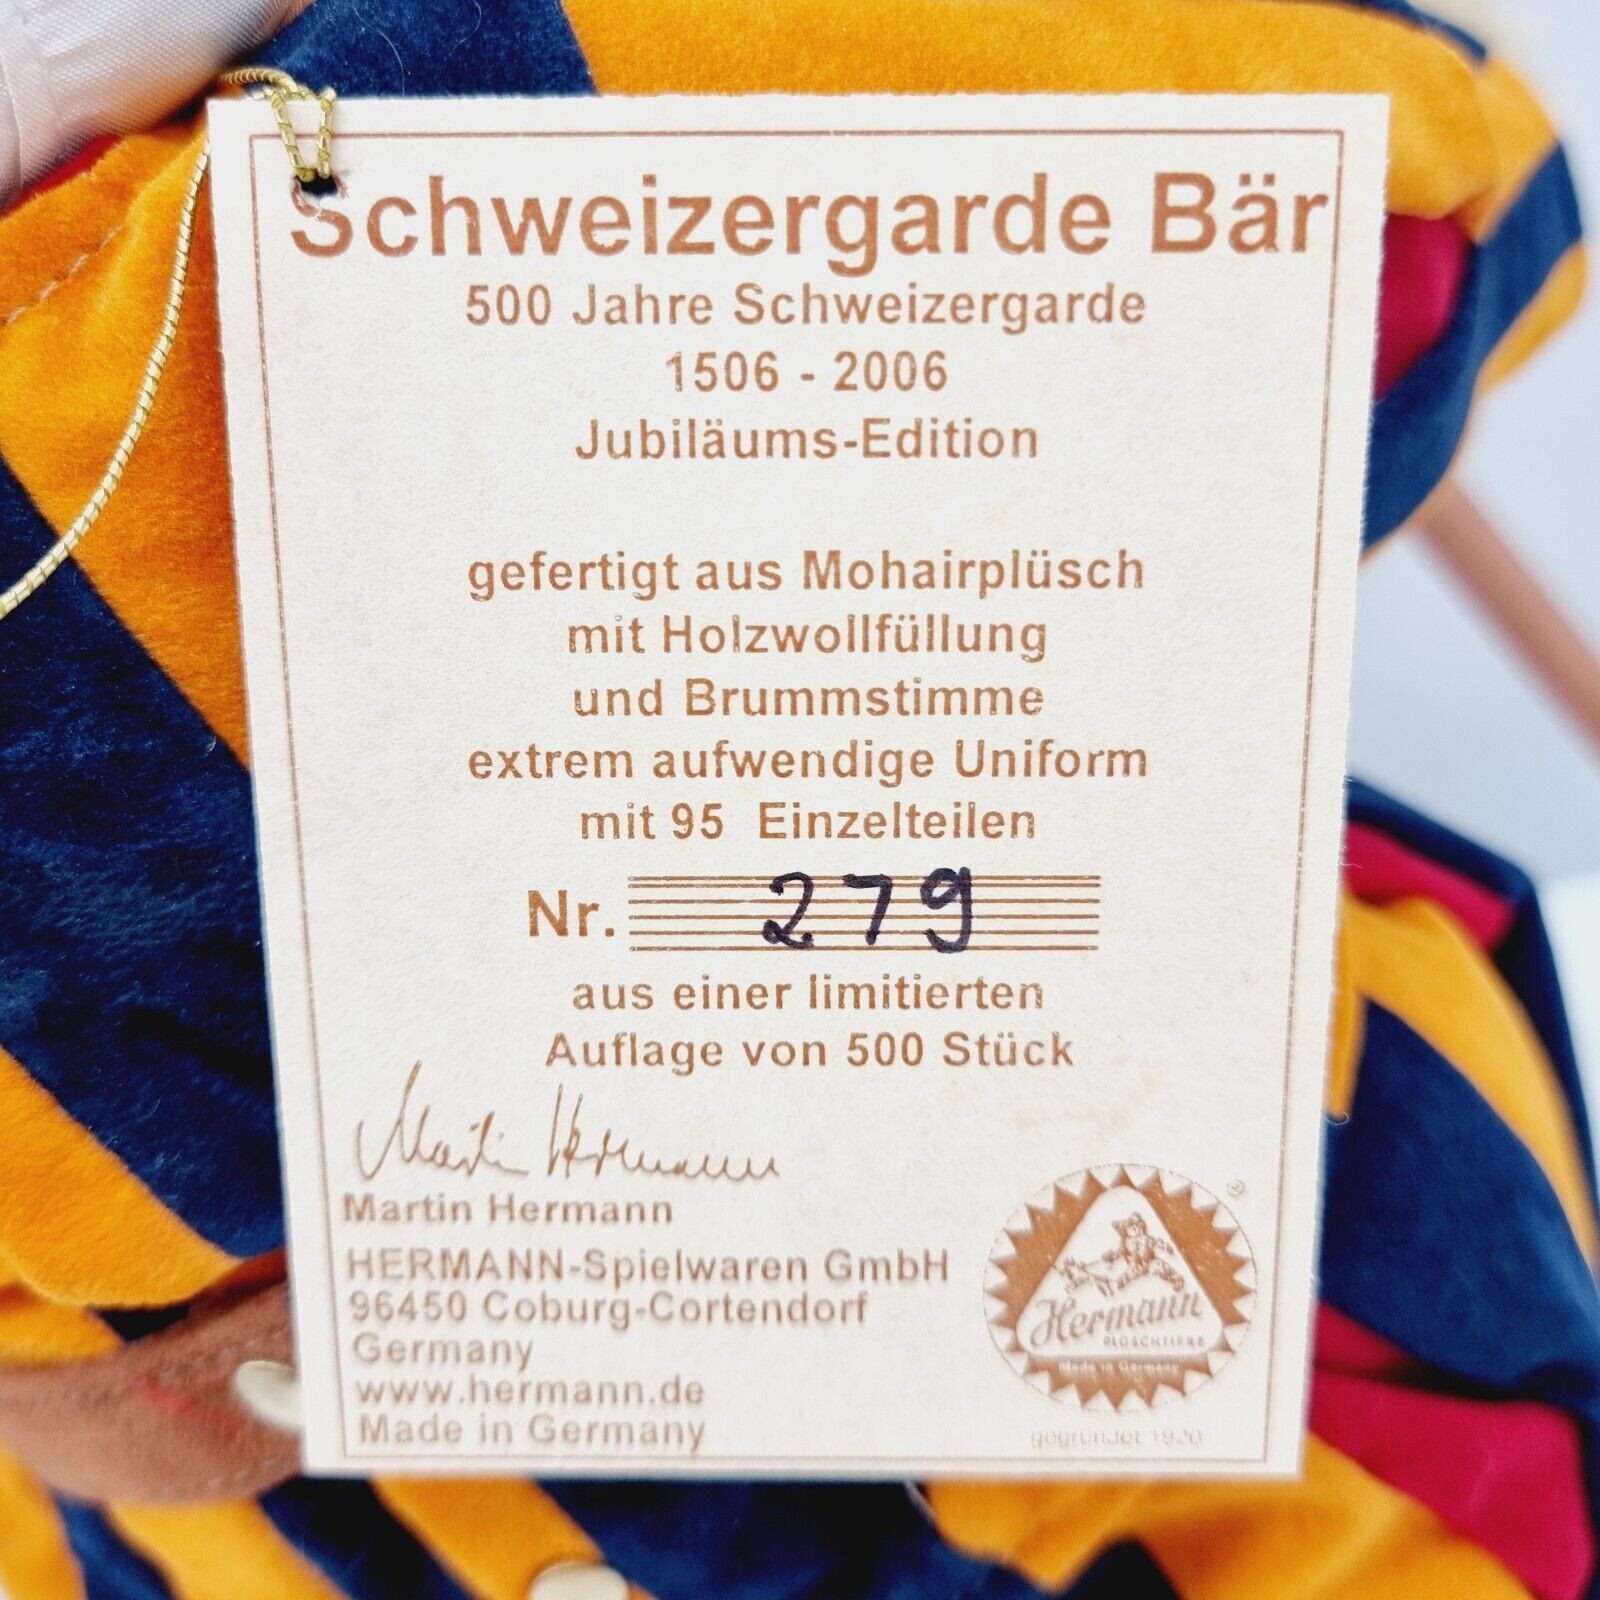 Schweizergarde Bär
500 Jahre Schweizergarde
1506 - 2006
Jubiläums-Edition
gefertigt aus Mohairplüsch
mit Holzwollfüllung
und Brummstimme
extrem aufwendige Uniform
mit 95 Einzelteilen
Nr. 279
aus einer limitierten
Auflage von 500 Stück
Martin Hermann
Martin Hermann
HERMANN-Spielwaren GmbH
96450 Coburg-Cortendorf
Germany
www.hermann.de
Made in Germany
®
Hermann
PLÜSCHTIERE
Made in Germany
gegründet 1920